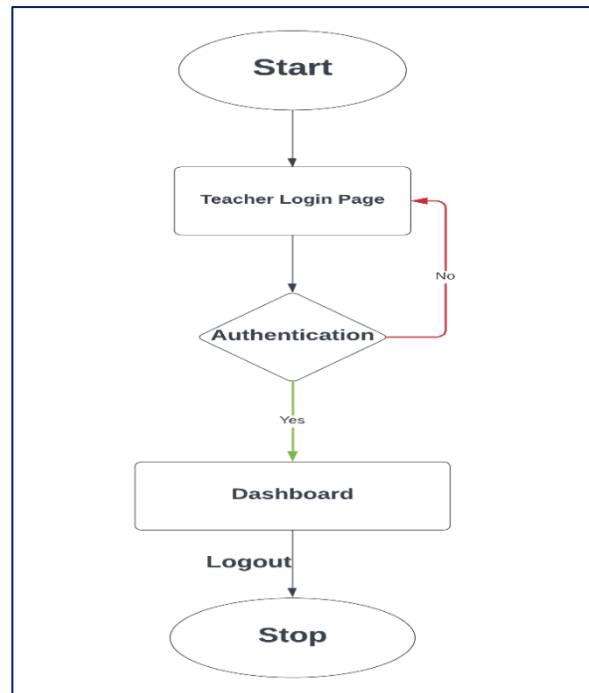 Start
Teacher Login Page
No
Authentication
Yes
Dashboard
Logout
Stop